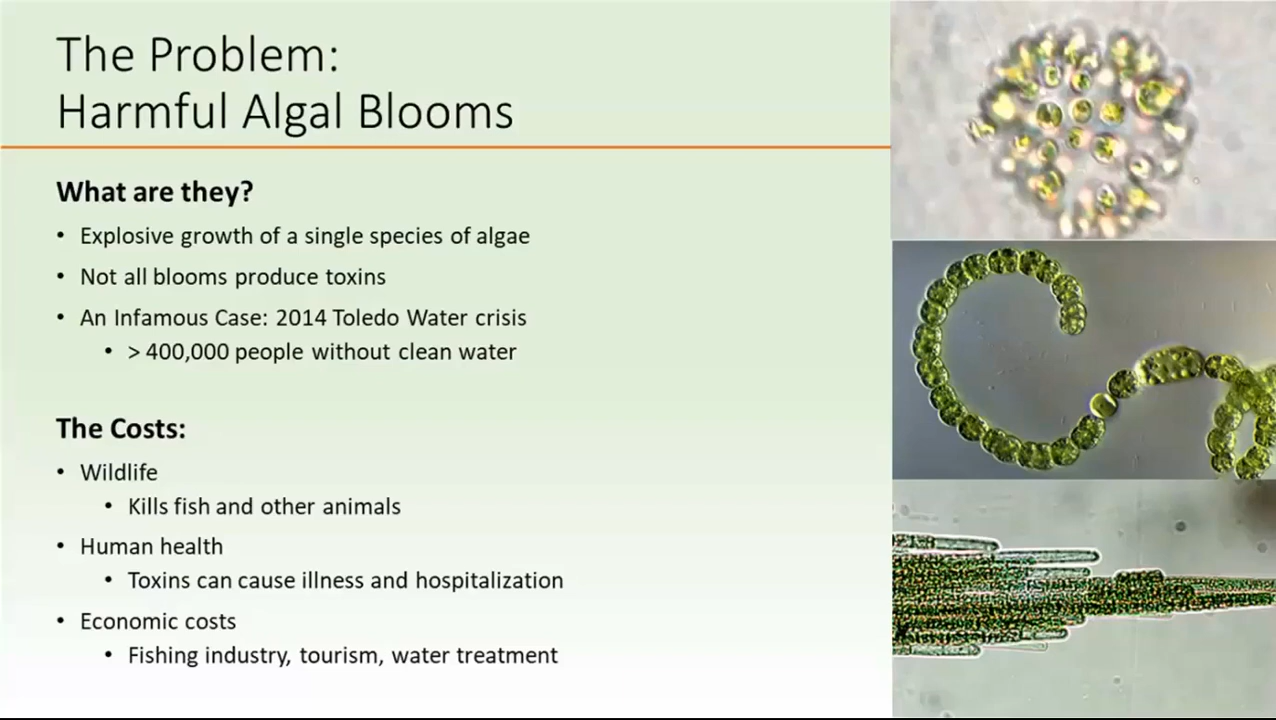 The Problem:
Harmful Algal Blooms
What are they?
• Explosive growth of a single species of algae
• Not all blooms produce toxins
• An Infamous Case: 2014 Toledo Water crisis
• > 400,000 people without clean water
The Costs:
• Wildlife
• Kills fish and other animals
• Human health
• Toxins can cause illness and hospitalization
• Economic costs
• Fishing industry, tourism, water treatment